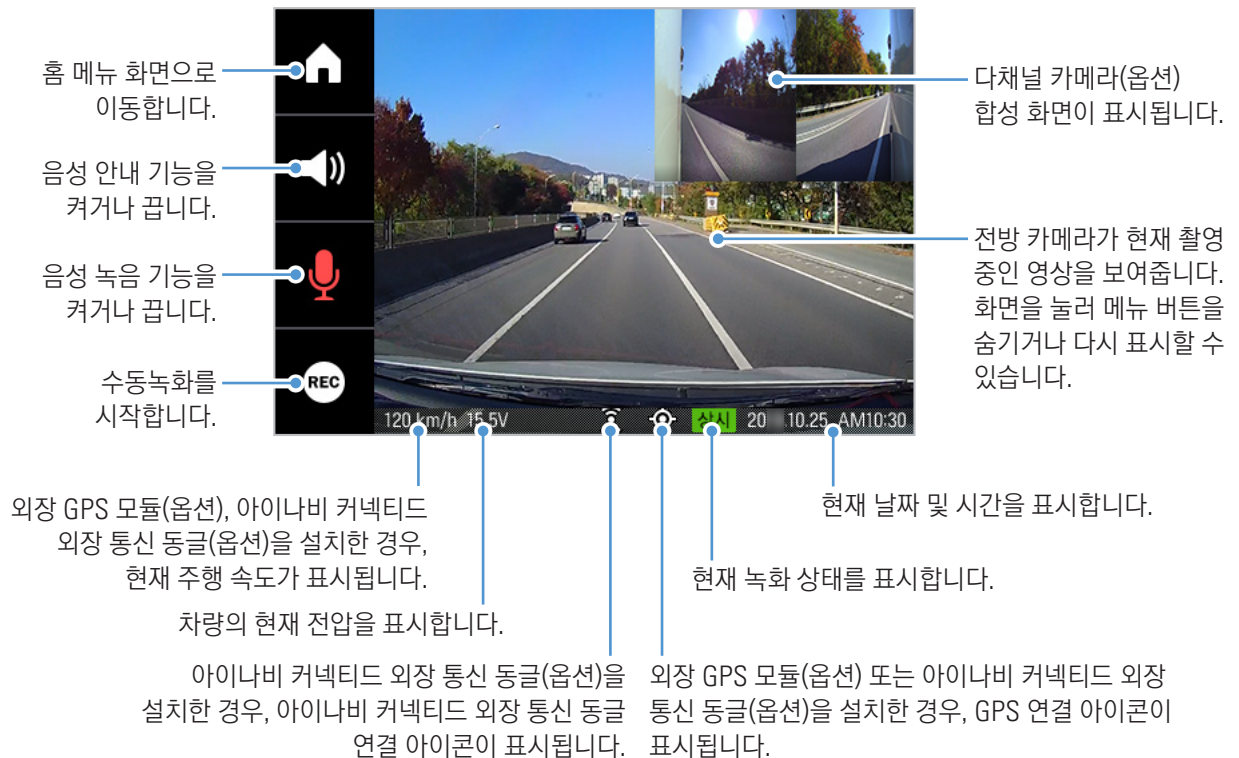 홈 메뉴 화면으로
이동합니다.
음성 안내 기능을
켜거나 끕니다.
음성 녹음 기능을
켜거나 끕니다.
수동녹화를
시작합니다.
REC
다채널 카메라(옵션)
합성 화면이 표시됩니다.
전방 카메라가 현재 촬영
중인 영상을 보여줍니다.
화면을 눌러 메뉴 버튼을
숨기거나 다시 표시할 수
있습니다.
120 km/h 15.5V 상시 20 .10.25 AM10:30
외장 GPS 모듈(옵션), 아이나비 커넥티드
외장 통신 동글(옵션)을 설치한 경우,
현재 주행 속도가 표시됩니다.
차량의 현재 전압을 표시합니다.
아이나비 커넥티드 외장 통신 동글(옵션)을
설치한 경우, 아이나비 커넥티드 외장 통신 동글
연결 아이콘이 표시됩니다.
외장 GPS 모듈(옵션) 또는 아이나비 커넥티드 외장
통신 동글(옵션)을 설치한 경우, GPS 연결 아이콘이
표시됩니다.
현재 녹화 상태를 표시합니다.
현재 날짜 및 시간을 표시합니다.